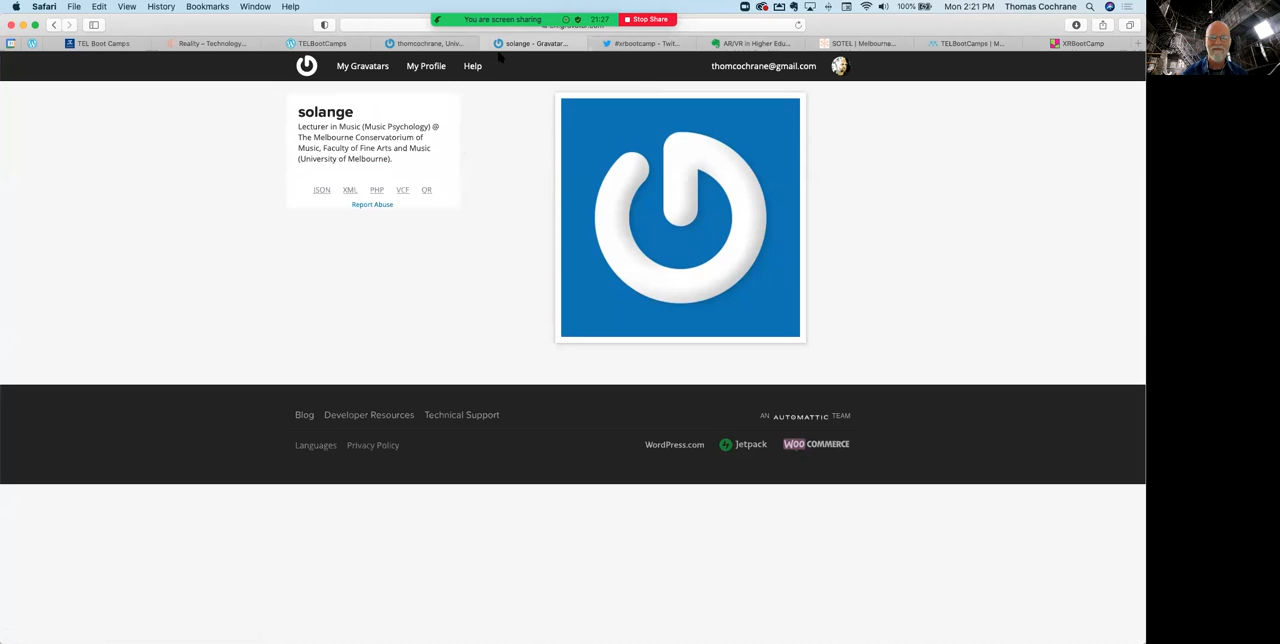 Safari File Edit View History Bookmarks Window Help 100% Mon 2:21 PM Thomas Cochrane
You are screen sharing 21:27 Stop Share
TEL Boot Camps Reality – Technology... TELBootCamps thomcochrane, Univ... solange - Gravatar... #xrbootcamp - Twit... AR/VR in Higher Edu... SOTEL | Melbourne... TELBootCamps | M... XRBootCamp
My Gravatars My Profile Help thomcochrane@gmail.com
solange
Lecturer in Music (Music Psychology) @
The Melbourne Conservatorium of
Music, Faculty of Fine Arts and Music
(University of Melbourne).
JSON XML PHP VCF QR
Report Abuse
Blog Developer Resources Technical Support AN AUTOMATTIC TEAM
Languages Privacy Policy WordPress.com Jetpack WOO COMMERCE